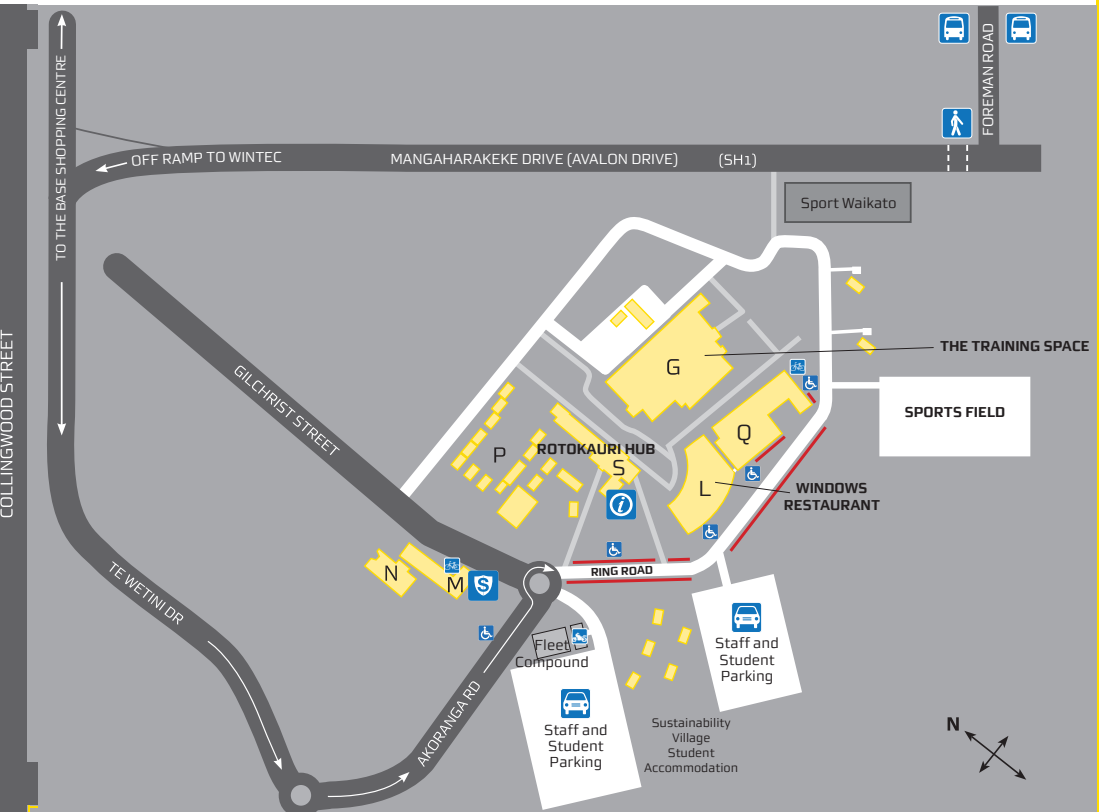 COLLINGWOOD STREET
TO THE BASE SHOPPING CENTRE
OFF RAMP TO WINTEC
MANGAHARAKEKE DRIVE (AVALON DRIVE)
(SH1)
FOREMAN ROAD
Sport Waikato
GILCHRIST STREET
G
THE TRAINING SPACE
SPORTS FIELD
Q
P
ROTOKAURI HUB
S
i
L
WINDOWS
RESTAURANT
N
M
S
RING ROAD
TE WETINI DR
AKORANGA RD
Fleet
Compound
Staff and
Student
Parking
Staff and
Student
Parking
Sustainability
Village
Student
Accommodation
N